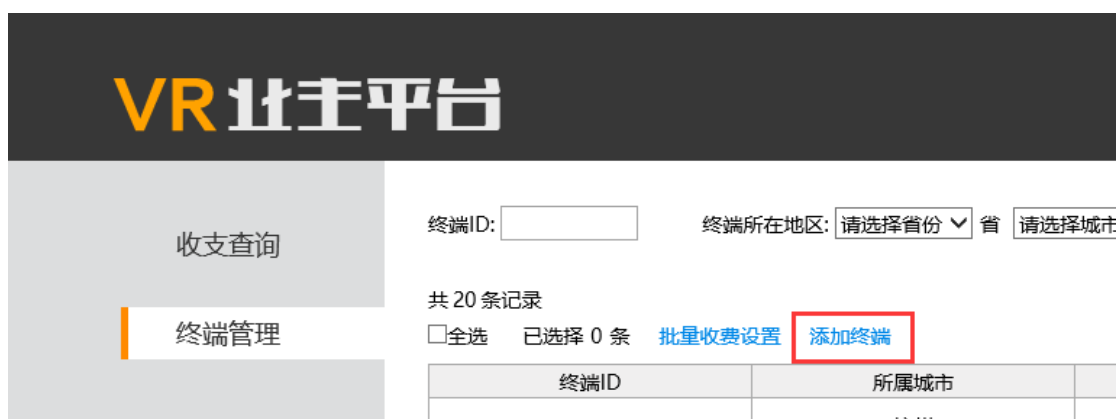 VR业主平台
收支查询
终端管理
终端ID: 终端所在地区: 请选择省份 省 请选择城市
共 20 条记录
全选 已选择 0 条 批量收费设置 添加终端
终端ID 所属城市